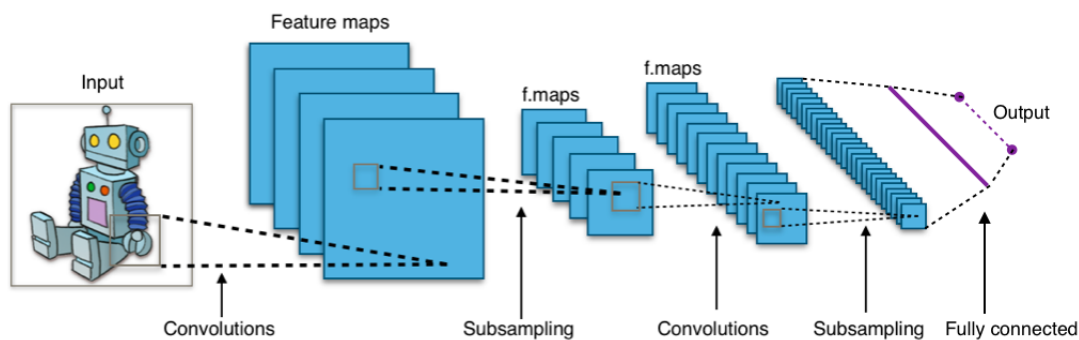 Feature maps
f.maps
Input
f.maps
Output
Convolutions
Subsampling
Convolutions
Subsampling
Fully connected